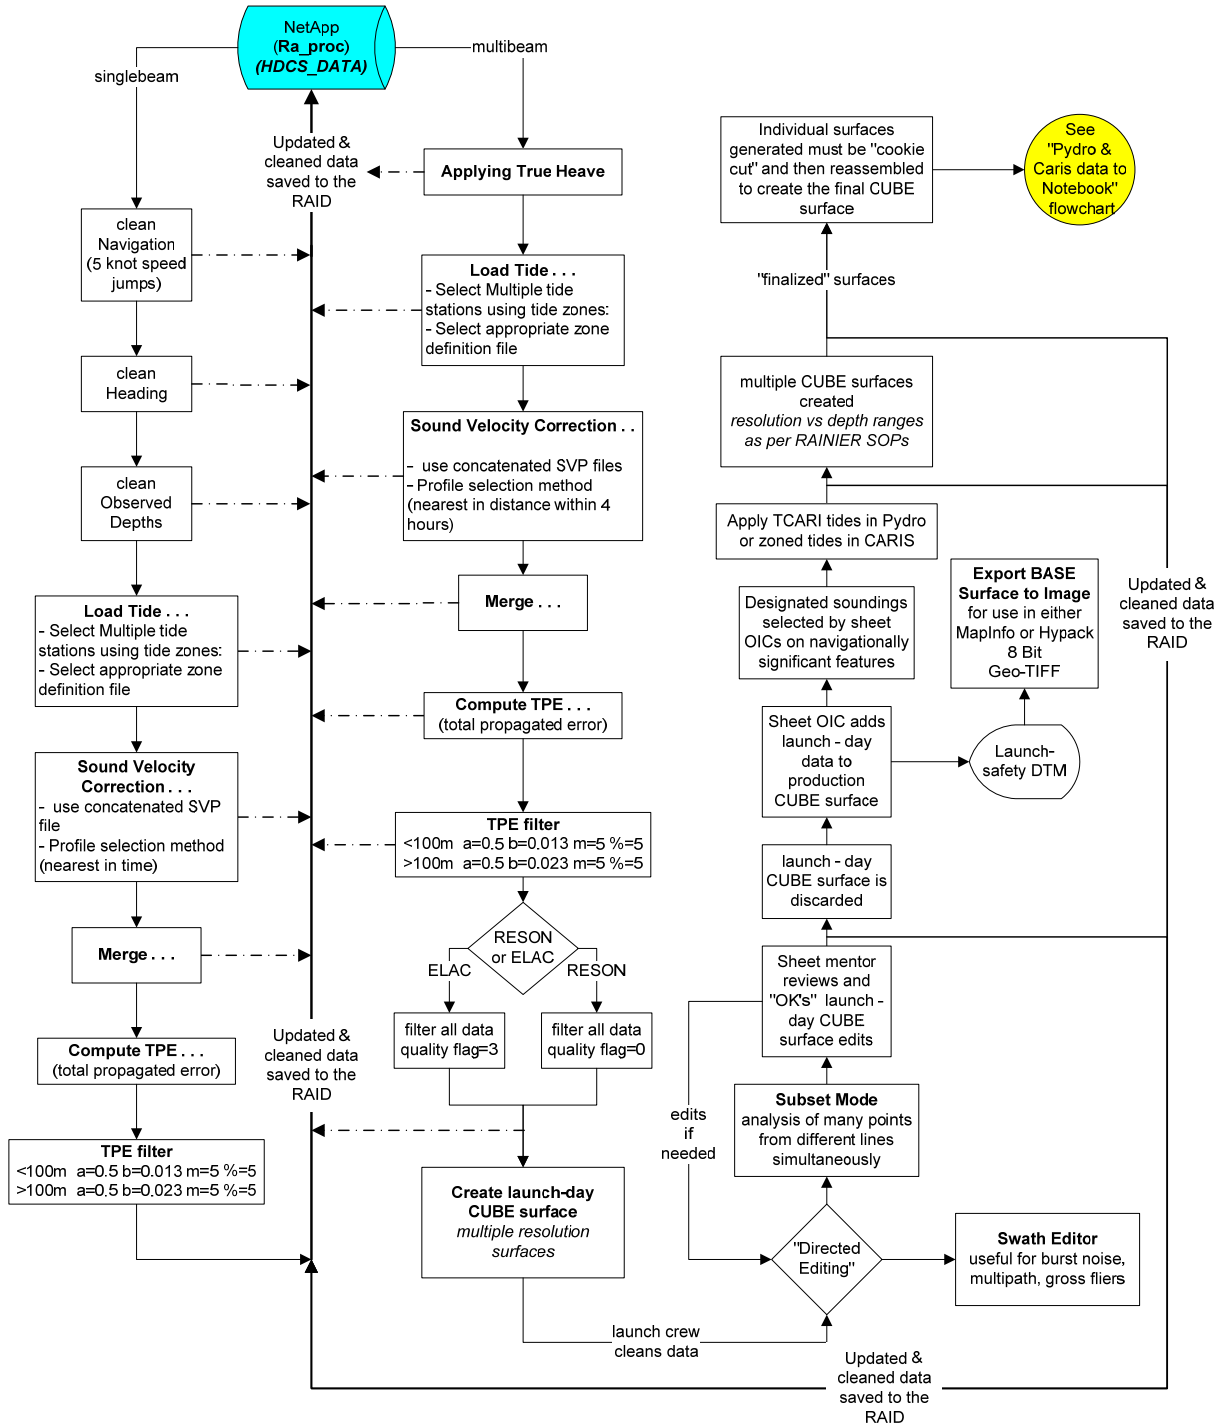 NetApp
(Ra_proc)
(HDCS_DATA)
singlebeam
multibeam
Updated &
cleaned data
saved to the
RAID
clean
Navigation
(5 knot speed
jumps)
clean
Heading
clean
Observed
Depths
Load Tide . . .
- Select Multiple tide
stations using tide zones:
- Select appropriate zone
definition file
Sound Velocity
Correction . . .
- use concatenated SVP
file
- Profile selection method
(nearest in time)
Merge . . .
Compute TPE . . .
(total propagated error)
TPE filter
<100m a=0.5 b=0.013 m=5 %=5
>100m a=0.5 b=0.023 m=5 %=5
Updated &
cleaned data
saved to the
RAID
Applying True Heave
Load Tide . . .
- Select Multiple tide
stations using tide zones:
- Select appropriate zone
definition file
Sound Velocity Correction . .
- use concatenated SVP files
- Profile selection method
(nearest in distance within 4
hours)
Merge . . .
Compute TPE . . .
(total propagated error)
TPE filter
<100m a=0.5 b=0.013 m=5 %=5
>100m a=0.5 b=0.023 m=5 %=5
RESON
or ELAC
ELAC
RESON
filter all data
quality flag=3
filter all data
quality flag=0
Create launch-day
CUBE surface
multiple resolution
surfaces
launch crew
cleans data
"Directed
Editing"
Swath Editor
useful for burst noise,
multipath, gross fliers
Subset Mode
analysis of many points
from different lines
simultaneously
edits
if
needed
Sheet mentor
reviews and
"OK's" launch -
day CUBE
surface edits
launch - day
CUBE surface is
discarded
Sheet OIC adds
launch - day
data to
production
CUBE surface
Launch-
safety DTM
Export BASE
Surface to Image
for use in either
MapInfo or Hypack
8 Bit
Geo-TIFF
Designated soundings
selected by sheet
OICs on navigationally
significant features
Apply TCARI tides in Pydro
or zoned tides in CARIS
multiple CUBE surfaces
created
resolution vs depth ranges
as per RAINIER SOPs
"finalized" surfaces
Individual surfaces
generated must be "cookie
cut" and then reassembled
to create the final CUBE
surface
See
"Pydro &
Caris data to
Notebook"
flowchart
Updated &
cleaned data
saved to the
RAID
Updated &
cleaned data
saved to the
RAID